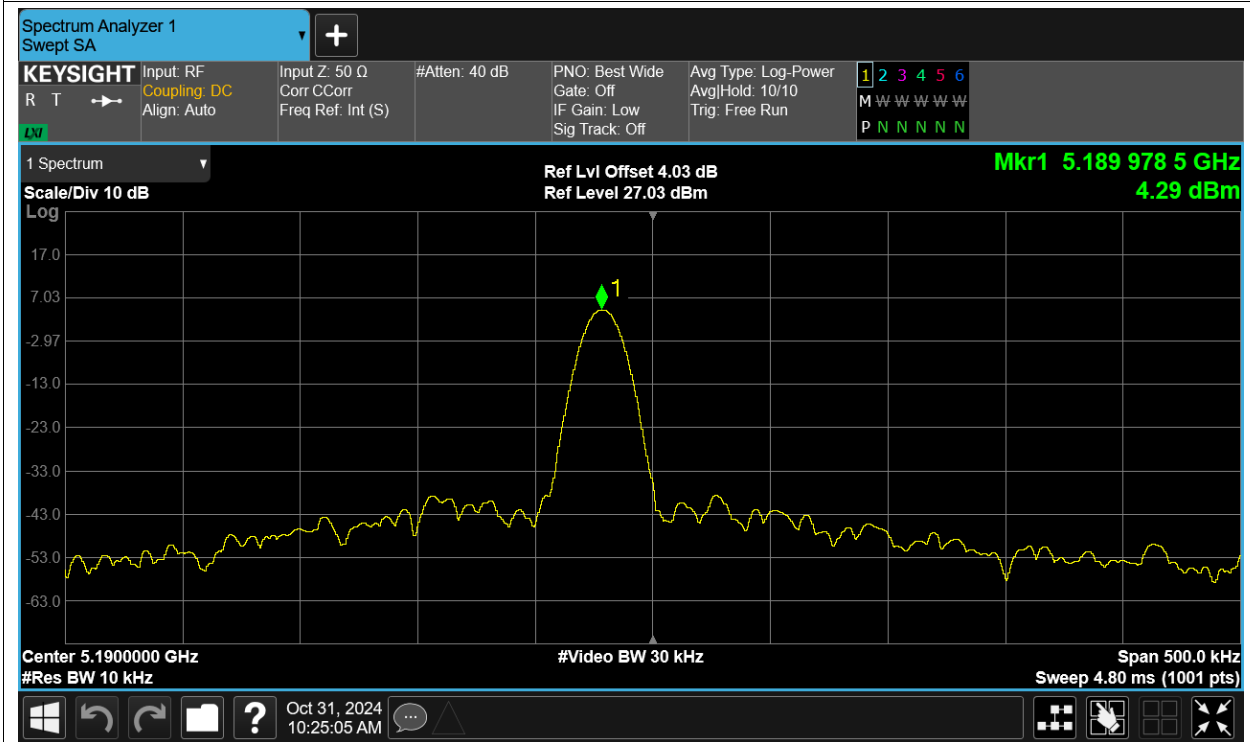 Spectrum Analyzer 1
Swept SA
+
KEYSIGHT
R T
LXI
Input: RF
Coupling: DC
Align: Auto
Input Z: 50 Ω
Corr CCorr
Freq Ref: Int (S)
#Atten: 40 dB
PNO: Best Wide
Gate: Off
IF Gain: Low
Sig Track: Off
Avg Type: Log-Power
Avg|Hold: 10/10
Trig: Free Run
1 2 3 4 5 6
M W W W W W W
P N N N N N N
1 Spectrum
Scale/Div 10 dB
Log
Ref Lvl Offset 4.03 dB
Ref Level 27.03 dBm
Mkr1 5.189 978 5 GHz
4.29 dBm
17.0
7.03
-2.97
-13.0
-23.0
-33.0
-43.0
-53.0
-63.0
1
Center 5.1900000 GHz
#Res BW 10 kHz
#Video BW 30 kHz
Span 500.0 kHz
Sweep 4.80 ms (1001 pts)
?
Oct 31, 2024
10:25:05 AM